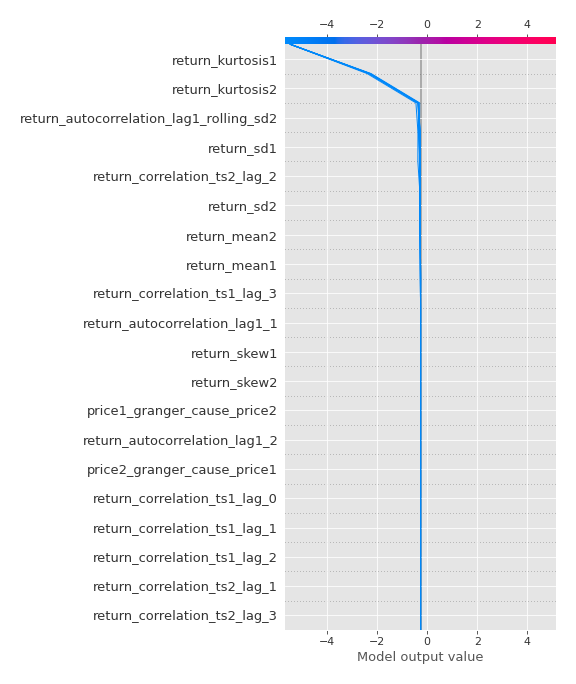 −4 −2 0 2 4
return_kurtosis1
return_kurtosis2
return_autocorrelation_lag1_rolling_sd2
return_sd1
return_correlation_ts2_lag_2
return_sd2
return_mean2
return_mean1
return_correlation_ts1_lag_3
return_autocorrelation_lag1_1
return_skew1
return_skew2
price1_granger_cause_price2
return_autocorrelation_lag1_2
price2_granger_cause_price1
return_correlation_ts1_lag_0
return_correlation_ts1_lag_1
return_correlation_ts1_lag_2
return_correlation_ts2_lag_1
return_correlation_ts2_lag_3
−4 −2 0 2 4
Model output value